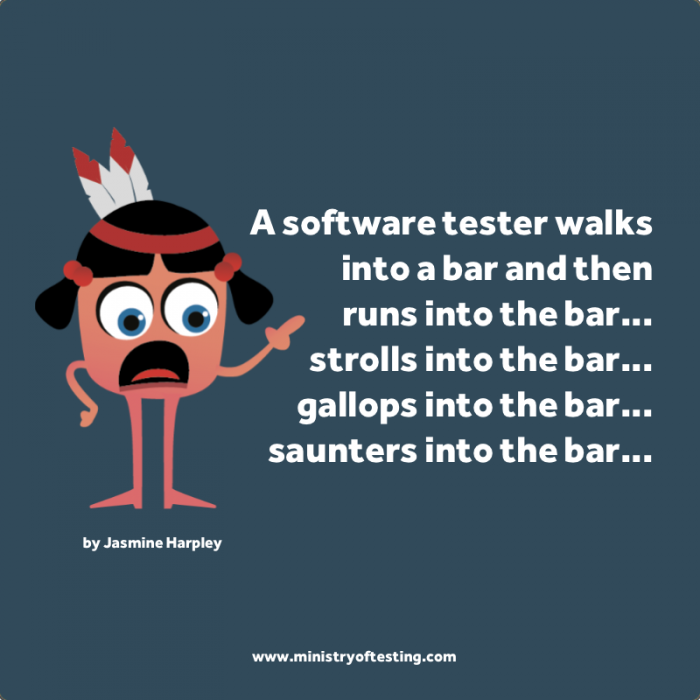 A software tester walks
into a bar and then
runs into the bar...
strolls into the bar...
gallops into the bar...
saunters into the bar...
by Jasmine Harpley
www.ministryoftesting.com